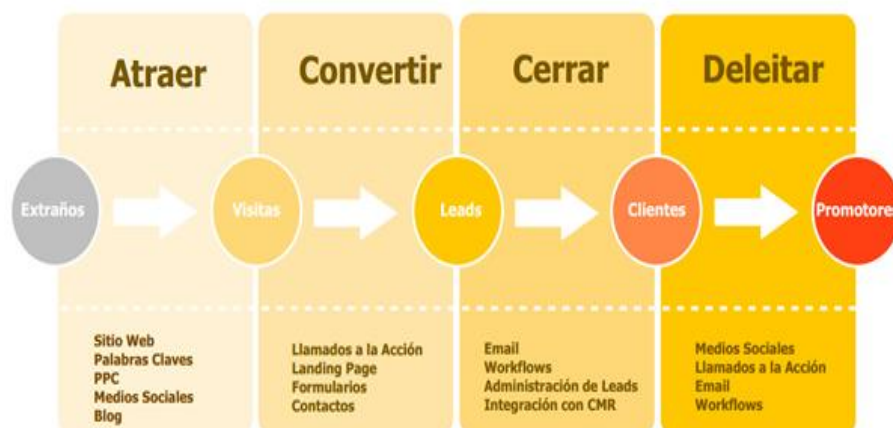 Atraer
Convertir
Cerrar
Deleitar
Extraños
Visitas
Leads
Clientes
Promotore
Sitio Web
Palabras Claves
PPC
Medios Sociales
Blog
Llamados a la Acción
Landing Page
Formularios
Contactos
Email
Workflows
Administración de Leads
Integración con CMR
Medios Sociales
Llamados a la Acción
Email
Workflows